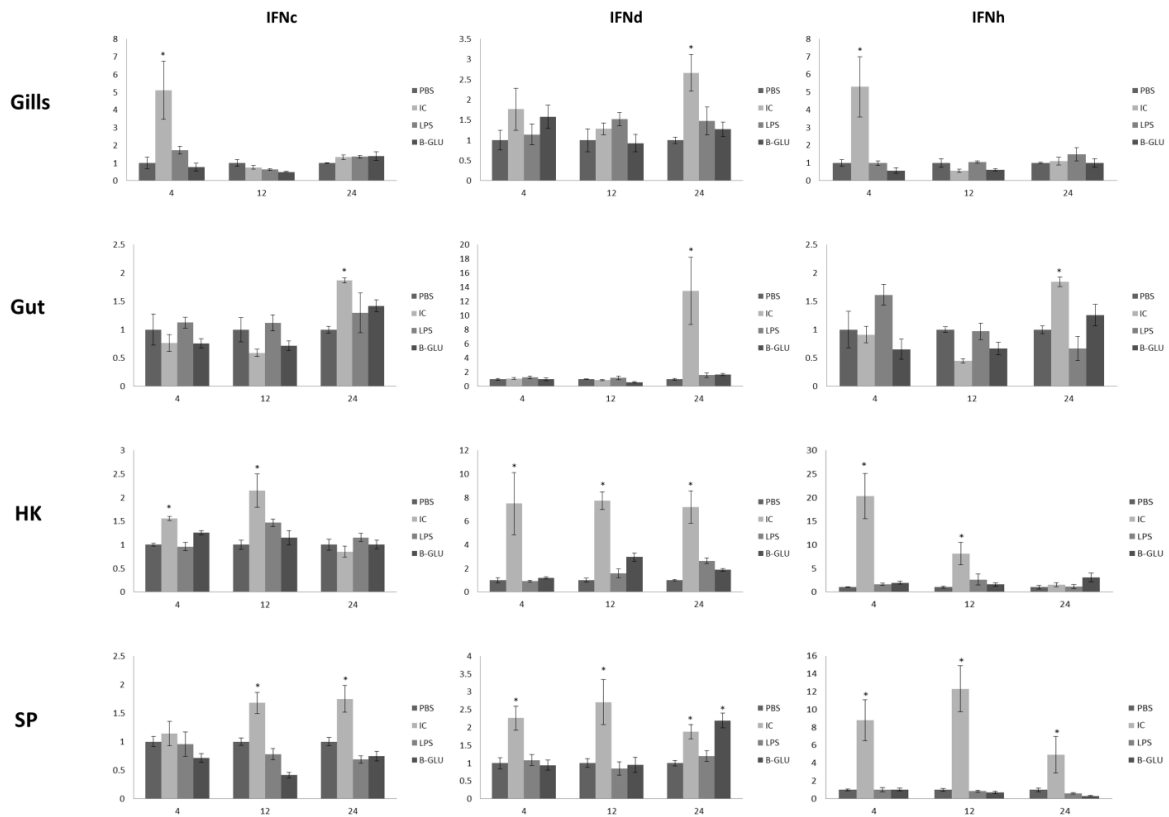 IFNc IFNd IFNh
Gills
8
7
6
5
4
3
2
1
0
*
4 12 24
PBS
IC
LPS
B-GLU
3.5
3
2.5
2
1.5
1
0.5
0
*
4 12 24
PBS
IC
LPS
B-GLU
8
7
6
5
4
3
2
1
0
*
4 12 24
PBS
IC
LPS
B-GLU
Gut
2.5
2
1.5
1
0.5
0
*
4 12 24
PBS
IC
LPS
B-GLU
20
18
16
14
12
10
8
6
4
2
0
*
4 12 24
PBS
IC
LPS
B-GLU
2.5
2
1.5
1
0.5
0
*
4 12 24
PBS
IC
LPS
B-GLU
HK
3
2.5
2
1.5
1
0.5
0
* *
4 12 24
PBS
IC
LPS
B-GLU
12
10
8
6
4
2
0
* * *
4 12 24
PBS
IC
LPS
B-GLU
30
25
20
15
10
5
0
* *
4 12 24
PBS
IC
LPS
B-GLU
SP
2.5
2
1.5
1
0.5
0
* *
4 12 24
PBS
IC
LPS
B-GLU
4
3.5
3
2.5
2
1.5
1
0.5
0
* * * *
4 12 24
PBS
IC
LPS
B-GLU
16
14
12
10
8
6
4
2
0
* * *
4 12 24
PBS
IC
LPS
B-GLU